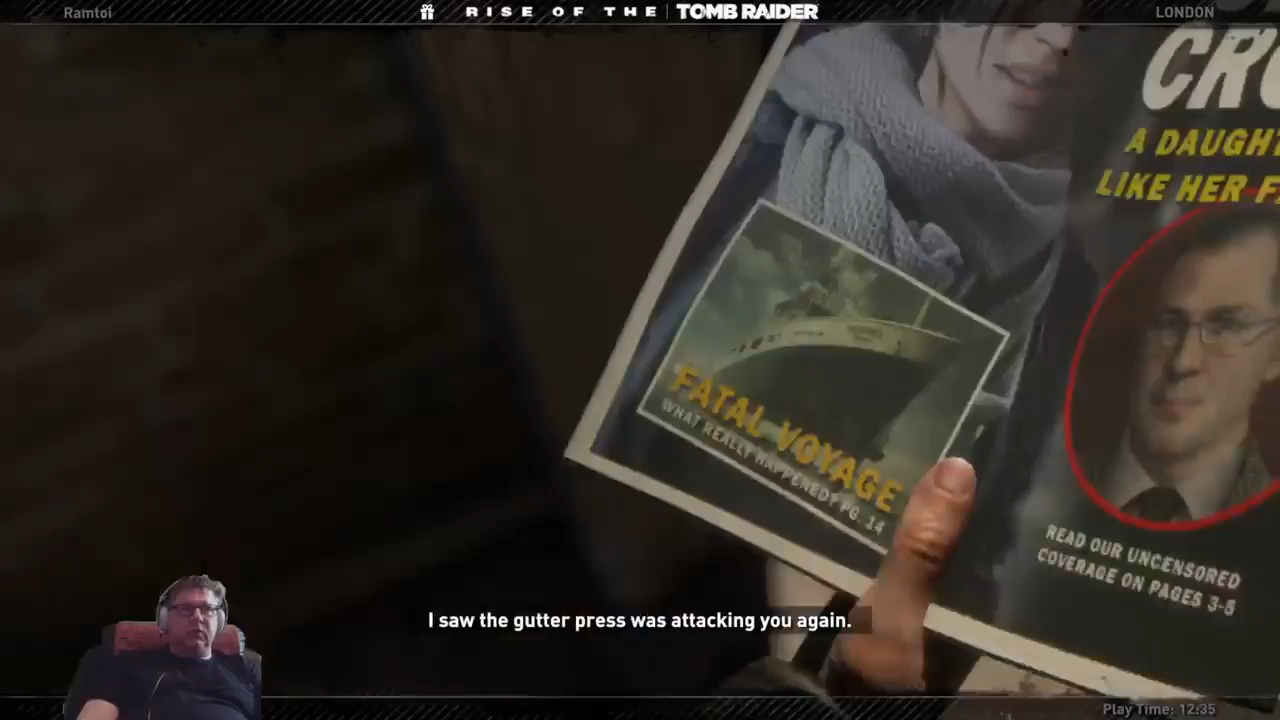 Ramtoi
RISE OF THE TOMB RAIDER
LONDON
CR
A DAUGHT
LIKE HER F
FATAL VOYAGE
WHAT REALLY HAPPENED? PG. 14
READ OUR UNCENSORED
COVERAGE ON PAGES 3-5
I saw the gutter press was attacking you again.
Play Time: 12:35